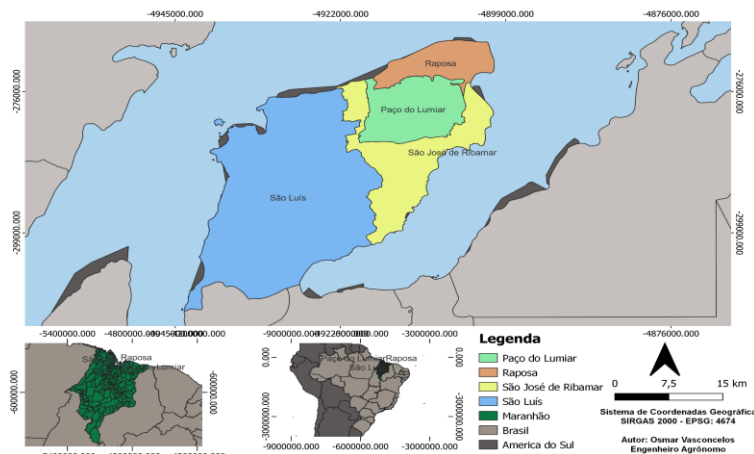 -4945000.000 -4922000.000 -4899000.000 -4876000.000
-276000.000 -276000.000
Raposa
Paço do Lumiar
São José de Ribamar
São Luís
-299000.000 -299000.000
-4876000.000
-5400000.000 -4800000.000
Raposa
-600000.000 -600000.000
-9000000.000 -3000000.000
0.000 0.000
Paço do Lumiar Raposa
-3000000.000 -3000000.000
-9000000.000 -6000000.000 -3000000.000
Legenda
Paço do Lumiar
Raposa
São José de Ribamar
São Luís
Maranhão
Brasil
America do Sul
0 7,5 15 km
Sistema de Coordenadas Geográfica
SIRGAS 2000 - EPSG: 4674
Autor: Osmar Vasconcelos
Engenheiro Agrônomo